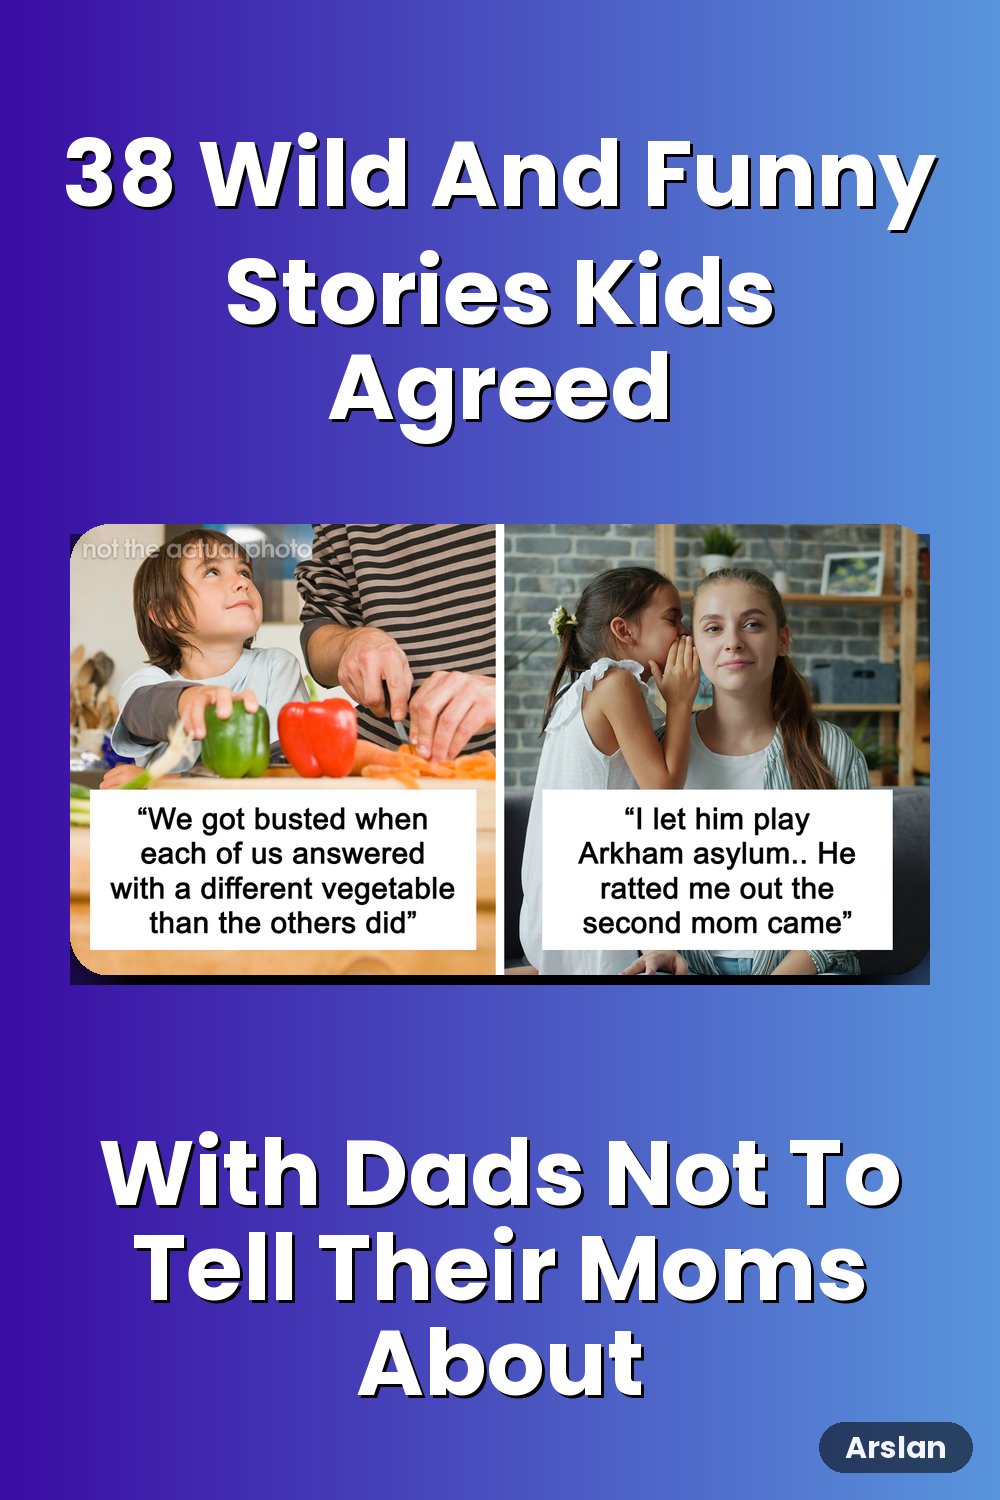 38 Wild And Funny
Stories Kids
Agreed
not the actual photo
“We got busted when
each of us answered
with a different vegetable
than the others did”
“I let him play
Arkham asylum.. He
ratted me out the
second mom came”
With Dads Not To
Tell Their Moms
About
Arslan